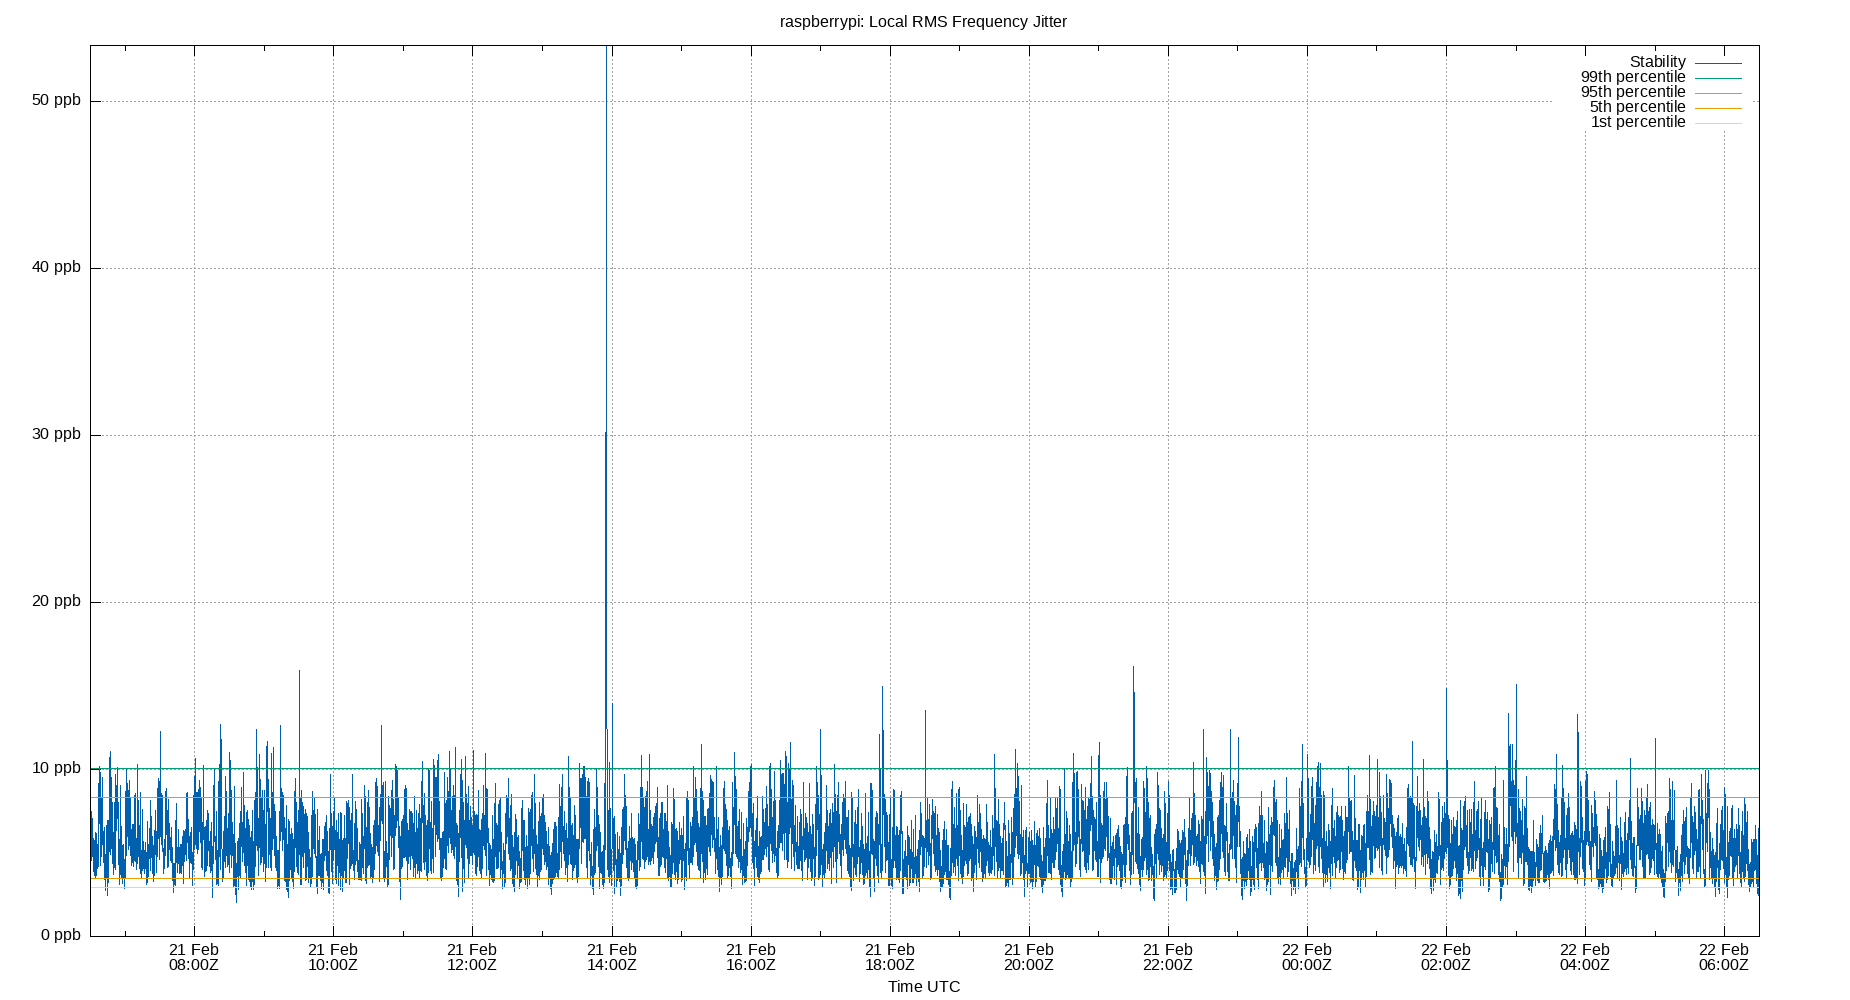 raspberrypi: Local RMS Frequency Jitter
Stability
99th percentile
95th percentile
5th percentile
1st percentile
50 ppb
40 ppb
30 ppb
20 ppb
10 ppb
0 ppb
21 Feb 21 Feb 21 Feb 21 Feb 21 Feb 21 Feb 21 Feb 21 Feb 22 Feb 22 Feb 22 Feb 22 Feb
08:00Z 10:00Z 12:00Z 14:00Z 16:00Z 18:00Z 20:00Z 22:00Z 00:00Z 02:00Z 04:00Z 06:00Z
Time UTC